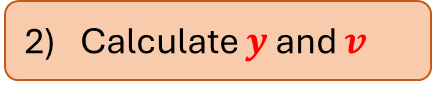 2) Calculate y and v